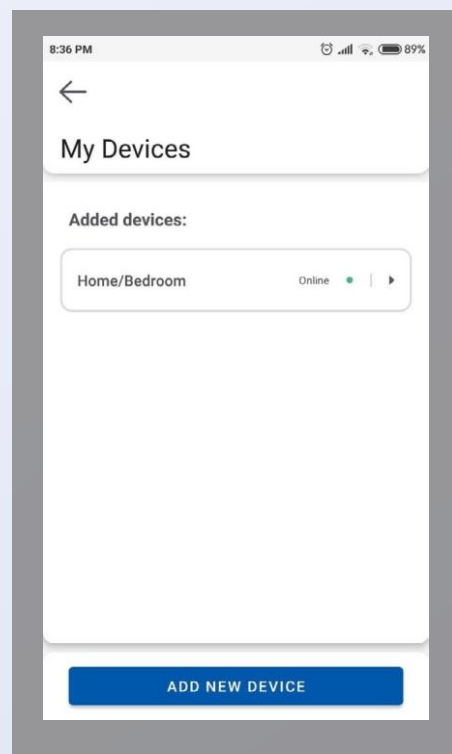 8:36 PM 89%
My Devices
Added devices:
Home/Bedroom Online
ADD NEW DEVICE